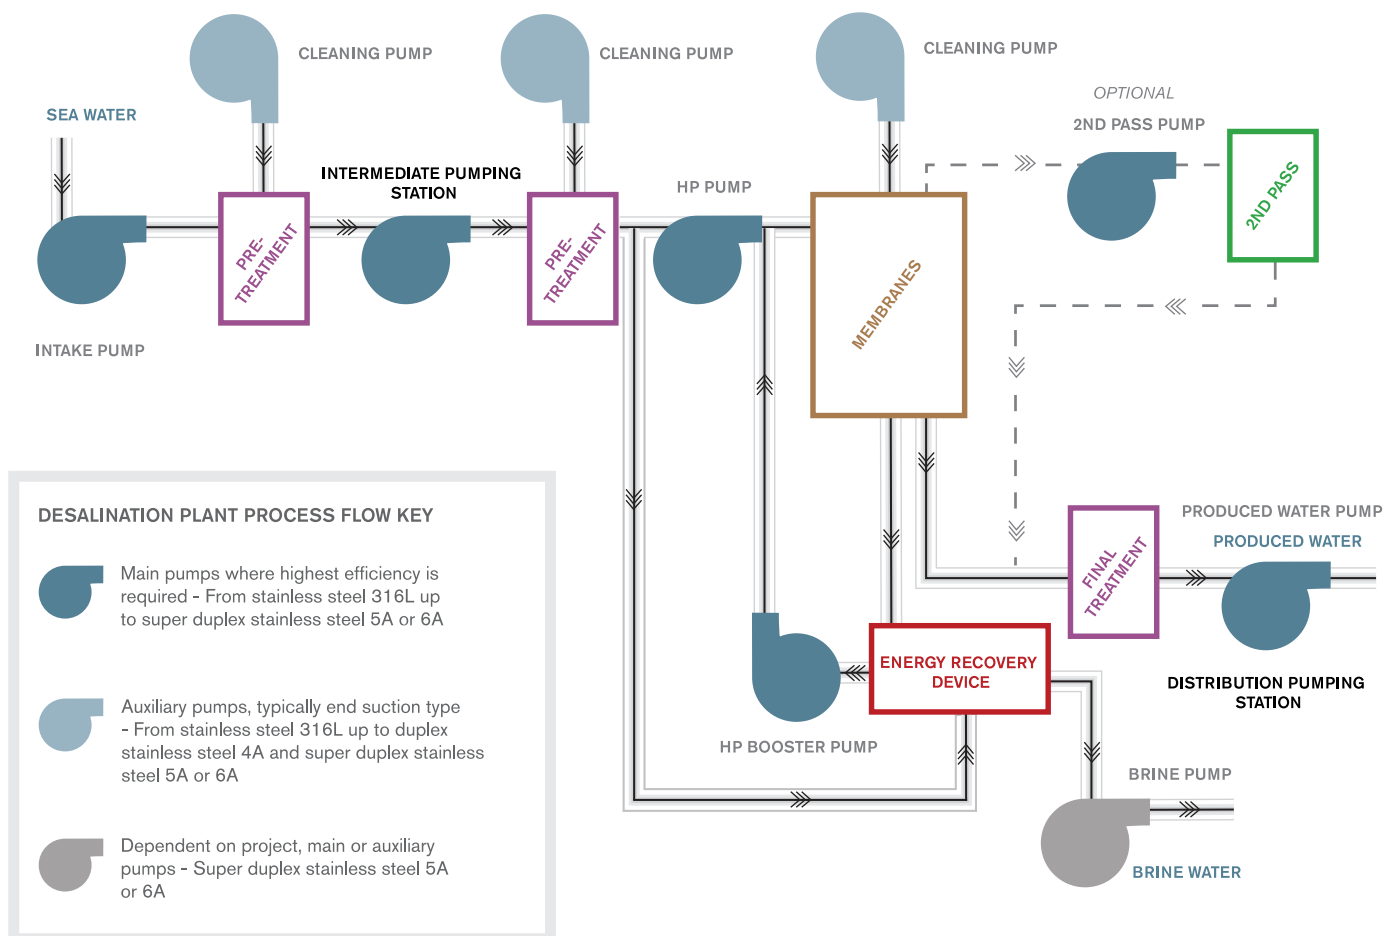 CLEANING PUMP
CLEANING PUMP
CLEANING PUMP
OPTIONAL
2ND PASS PUMP
SEA WATER
INTERMEDIATE PUMPING
STATION
HP PUMP
2ND PASS
PRE-
TREATMENT
PRE-
TREATMENT
MEMBRANES
INTAKE PUMP
DESALINATION PLANT PROCESS FLOW KEY
Main pumps where highest efficiency is
required - From stainless steel 316L up
to super duplex stainless steel 5A or 6A
Auxiliary pumps, typically end suction type
- From stainless steel 316L up to duplex
stainless steel 4A and super duplex stainless
steel 5A or 6A
Dependent on project, main or auxiliary
pumps - Super duplex stainless steel 5A
or 6A
PRODUCED WATER PUMP
PRODUCED WATER
FINAL
TREATMENT
ENERGY RECOVERY
DEVICE
DISTRIBUTION PUMPING
STATION
HP BOOSTER PUMP
BRINE PUMP
BRINE WATER